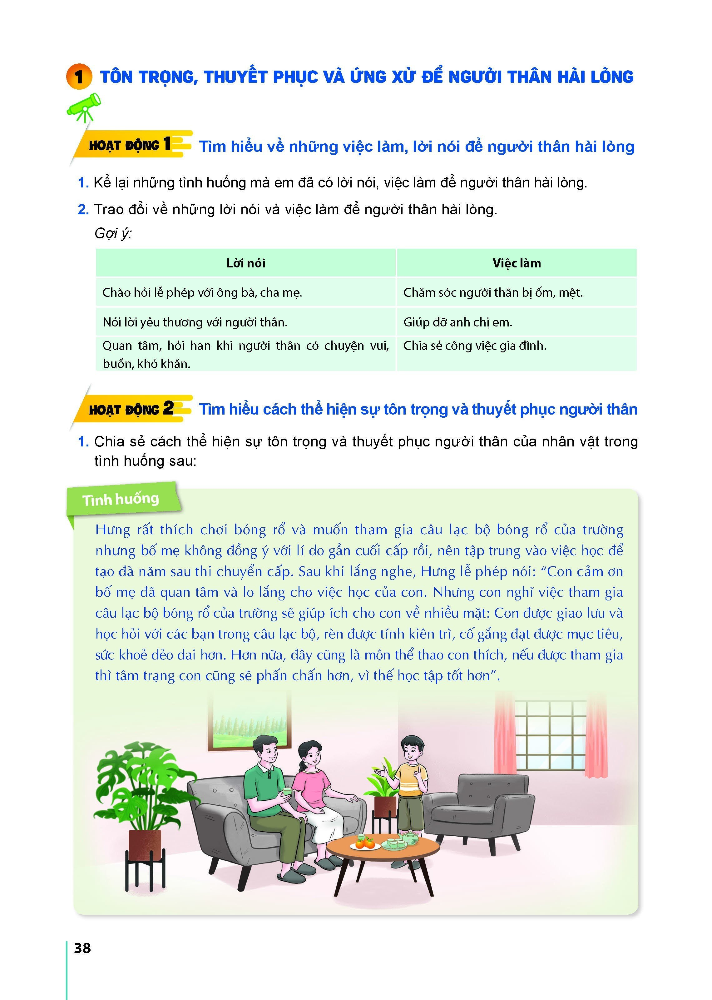 1 TÔN TRỌNG, THUYẾT PHỤC VÀ ỨNG XỬ ĐỂ NGƯỜI THÂN HÀI LÒNG
HOẠT ĐỘNG 1 Tìm hiểu về những việc làm, lời nói để người thân hài lòng
1. Kể lại những tình huống mà em đã có lời nói, việc làm để người thân hài lòng.
2. Trao đổi về những lời nói và việc làm để người thân hài lòng.
Gợi ý:
Lời nói Việc làm
Chào hỏi lễ phép với ông bà, cha mẹ. Chăm sóc người thân bị ốm, mệt.
Nói lời yêu thương với người thân. Giúp đỡ anh chị em.
Quan tâm, hỏi han khi người thân có chuyện vui, Chia sẻ công việc gia đình.
buồn, khó khăn.
HOẠT ĐỘNG 2 Tìm hiểu cách thể hiện sự tôn trọng và thuyết phục người thân
1. Chia sẻ cách thể hiện sự tôn trọng và thuyết phục người thân của nhân vật trong
tình huống sau:
Tình huống
Hưng rất thích chơi bóng rổ và muốn tham gia câu lạc bộ bóng rổ của trường
nhưng bố mẹ không đồng ý với lí do gần cuối cấp rồi, nên tập trung vào việc học để
tạo đà năm sau thi chuyển cấp. Sau khi lắng nghe, Hưng lễ phép nói: “Con cảm ơn
bố mẹ đã quan tâm và lo lắng cho việc học của con. Nhưng con nghĩ việc tham gia
câu lạc bộ bóng rổ của trường sẽ giúp ích cho con về nhiều mặt: Con được giao lưu và
học hỏi với các bạn trong câu lạc bộ, rèn được tính kiên trì, cố gắng đạt được mục tiêu,
sức khoẻ dẻo dai hơn. Hơn nữa, đây cũng là môn thể thao con thích, nếu được tham gia
thì tâm trạng con cũng sẽ phấn chấn hơn, vì thế học tập tốt hơn”.
38